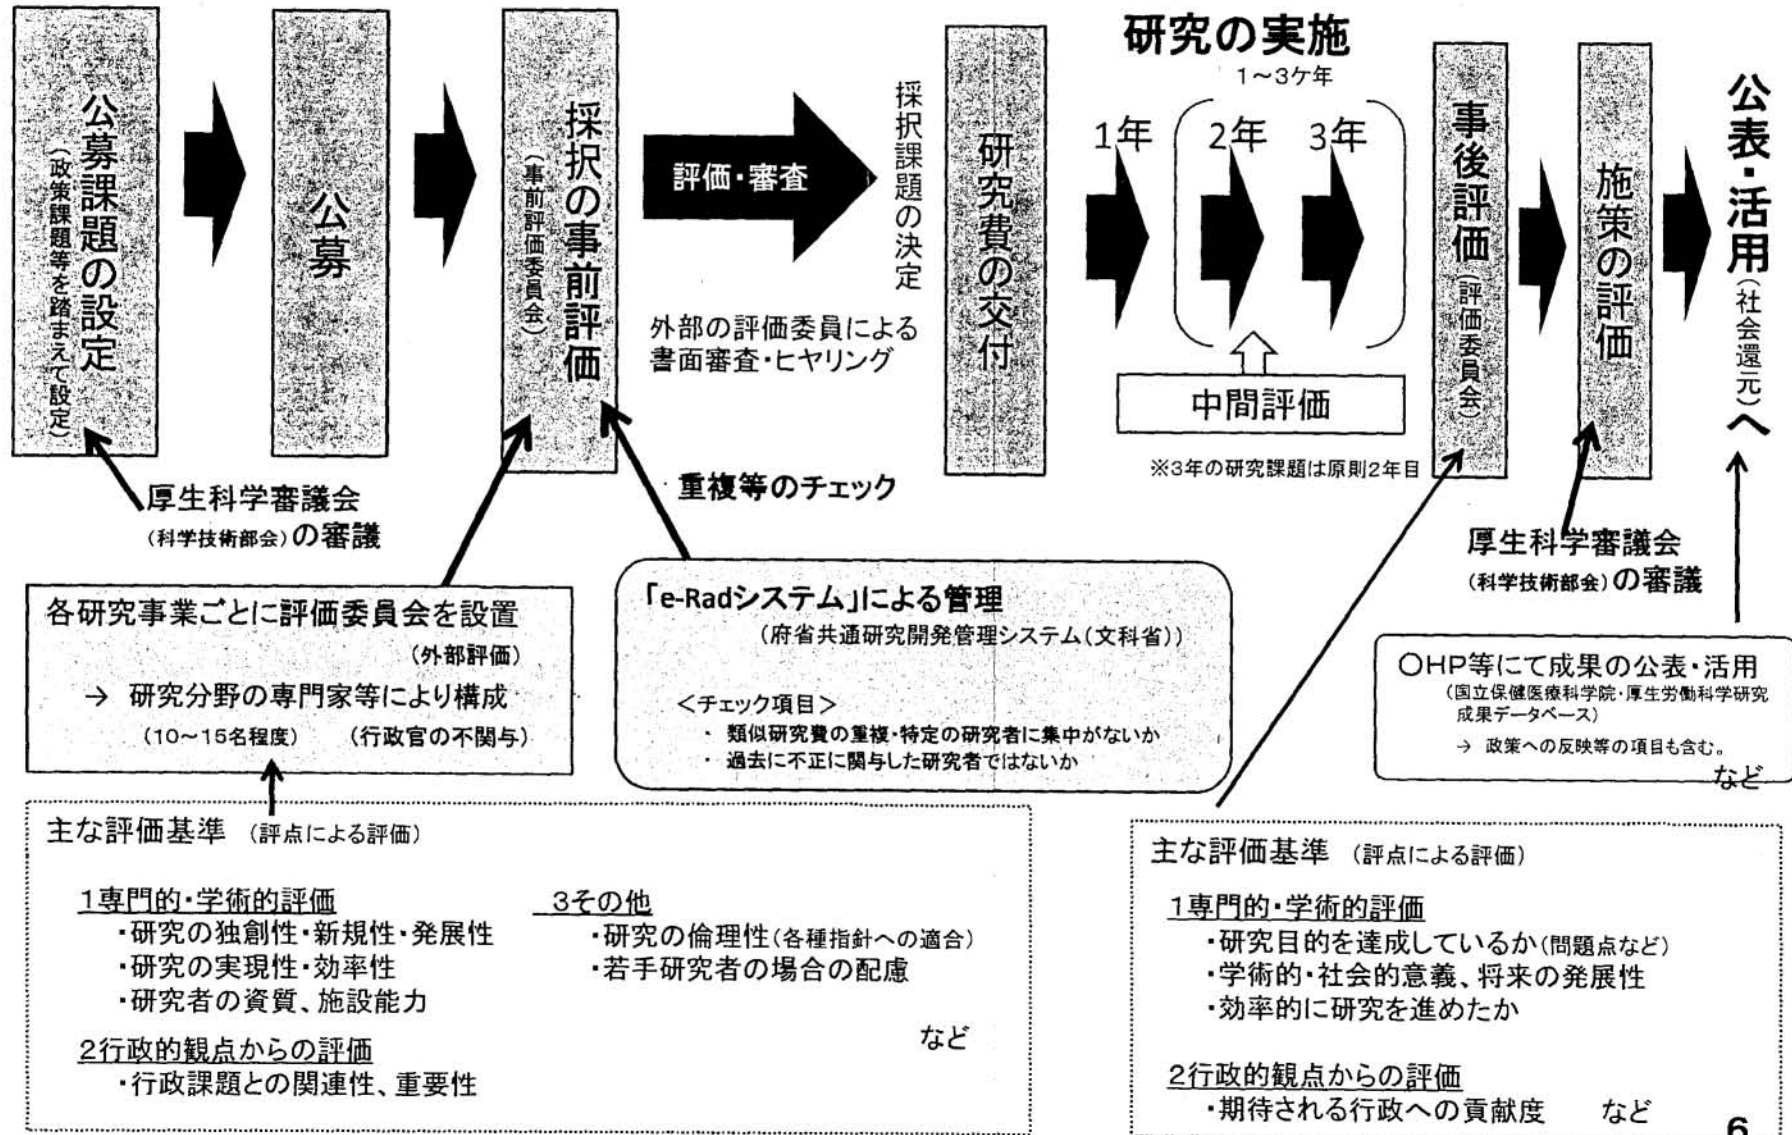 公募課題の設定
(政策課題等を踏まえて設定)
公募
採択の事前評価
(事前評価委員会)
評価・審査
外部の評価委員による
書面審査・ヒヤリング
採択課題の決定
研究費の交付
研究の実施
1～3ケ年
1年
2年
3年
中間評価
※3年の研究課題は原則2年目
事後評価(評価委員会)
施策の評価
公表・活用(社会還元)へ
厚生科学審議会
(科学技術部会)の審議
重複等のチェック
厚生科学審議会
(科学技術部会)の審議
各研究事業ごとに評価委員会を設置
(外部評価)
→ 研究分野の専門家等により構成
(10～15名程度) (行政官の不関与)
「e-Radシステム」による管理
(府省共通研究開発管理システム(文科省))
＜チェック項目＞
・ 類似研究費の重複・特定の研究者に集中がないか
・ 過去に不正に関与した研究者ではないか
○HP等にて成果の公表・活用
(国立保健医療科学院・厚生労働科学研究
成果データベース)
→ 政策への反映等の項目も含む。
など
主な評価基準 (評点による評価)
1専門的・学術的評価
・研究の独創性・新規性・発展性
・研究の実現性・効率性
・研究者の資質、施設能力
2行政的観点からの評価
・行政課題との関連性、重要性
3その他
・研究の倫理性(各種指針への適合)
・若手研究者の場合の配慮
など
主な評価基準 (評点による評価)
1専門的・学術的評価
・研究目的を達成しているか(問題点など)
・学術的・社会的意義、将来の発展性
・効率的に研究を進めたか
2行政的観点からの評価
・期待される行政への貢献度 など
6